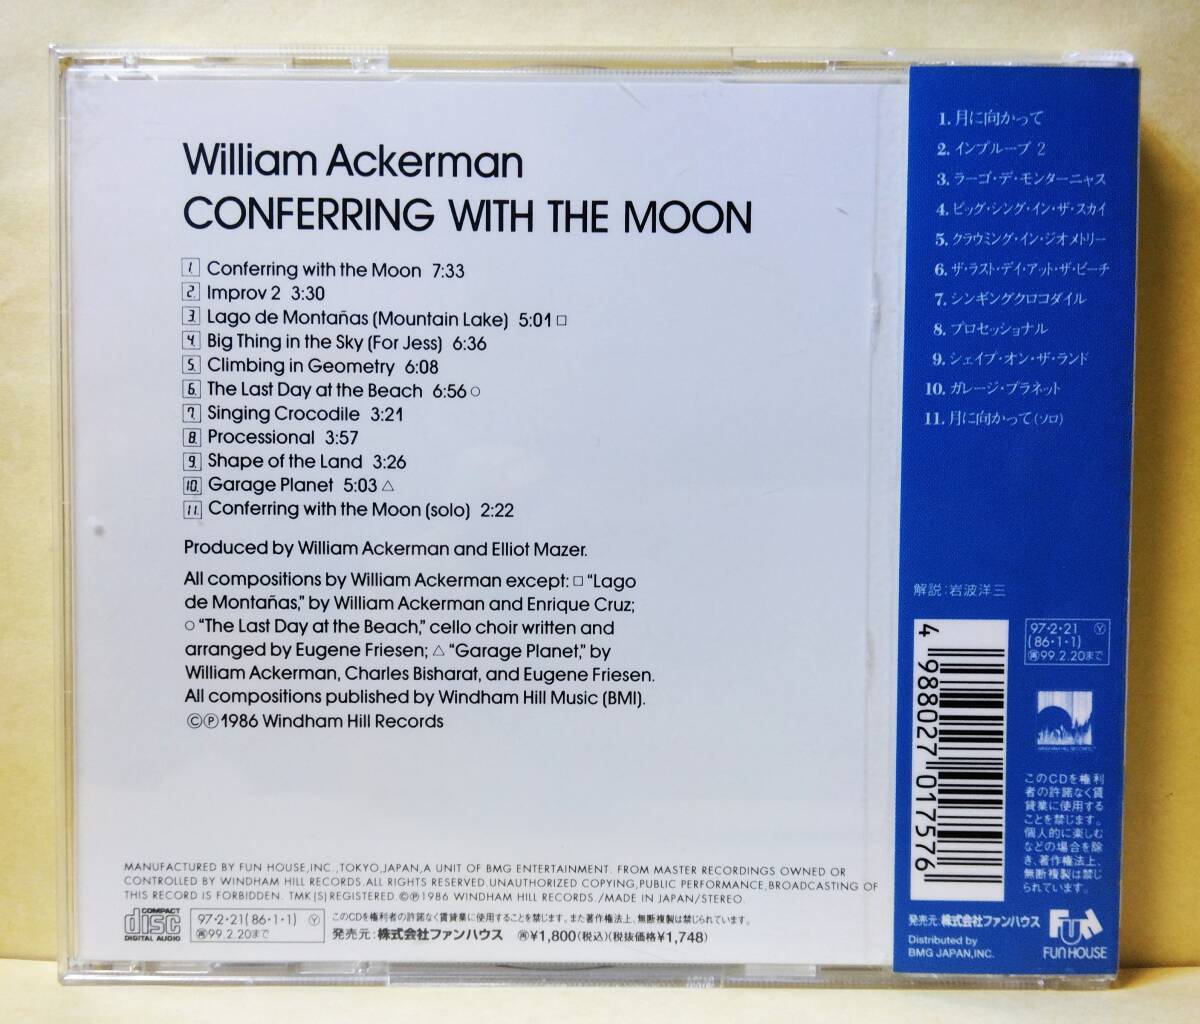 William Ackerman
CONFERRING WITH THE MOON
1. Conferring with the Moon 7:33
2. Improv 2 3:30
3. Lago de Montañas (Mountain Lake) 5:01 □
4. Big Thing in the Sky (For Jess) 6:36
5. Climbing in Geometry 6:08
6. The Last Day at the Beach 6:56 ○
7. Singing Crocodile 3:21
8. Processional 3:57
9. Shape of the Land 3:26
10. Garage Planet 5:03 △
11. Conferring with the Moon (solo) 2:22
Produced by William Ackerman and Elliot Mazer.
All compositions by William Ackerman except: □ “Lago
de Montañas,” by William Ackerman and Enrique Cruz;
○ “The Last Day at the Beach,” cello choir written and
arranged by Eugene Friesen; △ “Garage Planet,” by
William Ackerman, Charles Bisharat, and Eugene Friesen.
All compositions published by Windham Hill Music (BMI).
©℗1986 Windham Hill Records
MANUFACTURED BY FUN HOUSE,INC.,TOKYO,JAPAN,A UNIT OF BMG ENTERTAINMENT. FROM MASTER RECORDINGS OWNED OR
CONTROLLED BY WINDHAM HILL RECORDS.ALL RIGHTS RESERVED.UNAUTHORIZED COPYING,PUBLIC PERFORMANCE,BROADCASTING OF
THIS RECORD IS FORBIDDEN. TMK(S) REGISTERED ©℗1986 WINDHAM HILL RECORDS./MADE IN JAPAN/STEREO.
COMPACT
disc
DIGITAL AUDIO
97・2・21(86・1・1) Ⓨ
再99.2.20まで
このCDを権利者の許諾なく賃貸業に使用することを禁じます。また著作権法上、無断複製は禁じられています。
発売元:株式会社ファンハウス 再¥1,800(税込)(税抜価格¥1,748)
1. 月に向かって
2. インプルーブ 2
3. ラーゴ・デ・モンターニャス
4. ビッグ・シング・イン・ザ・スカイ
5. クラウミング・イン・ジオメトリー
6. ザ・ラスト・デイ・アット・ザ・ビーチ
7. シンギングクロコダイル
8. プロセッショナル
9. シェイプ・オン・ザ・ランド
10. ガレージ・プラネット
11. 月に向かって(ソロ)
解説:岩波洋三
4 988027 017576
97・2・21 Ⓨ
(86・1・1)
再99.2.20まで
WINDHAM HILL RECORDS
このCDを権利
者の許諾なく賃
貸業に使用する
ことを禁じます。
個人的に楽しむ
などの場合を除
き、著作権法上、
無断複製は禁じ
られています。
発売元:株式会社ファンハウス
Distributed by
BMG JAPAN,INC.
FUN
FUN HOUSE